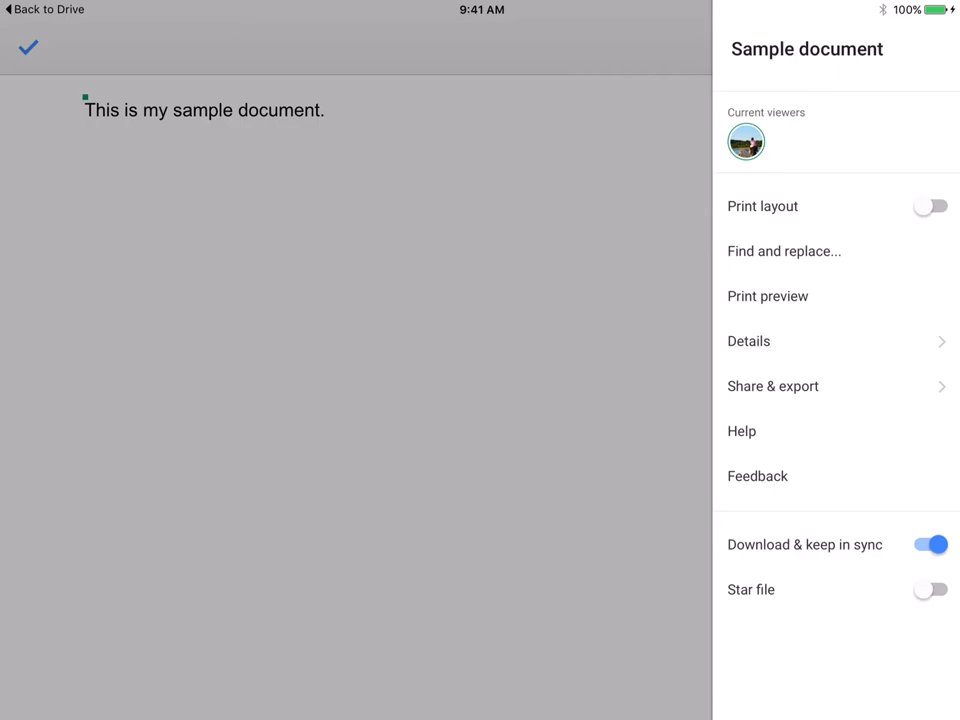 Back to Drive
9:41 AM
100%
Sample document
This is my sample document.
Current viewers
Print layout
Find and replace...
Print preview
Details
Share & export
Help
Feedback
Download & keep in sync
Star file